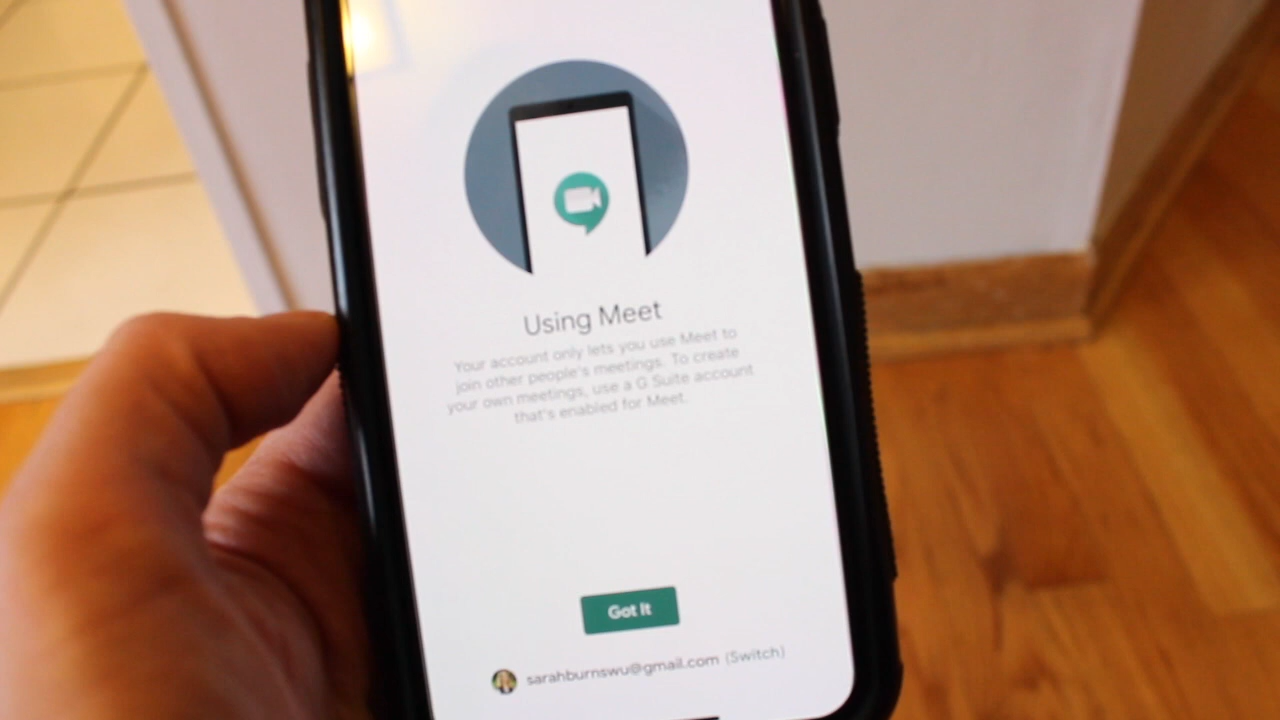 Using Meet
Your account only lets you use Meet to
join other people's meetings. To create
your own meetings, use a G Suite account
that's enabled for Meet.
Got It
sarahburnswu@gmail.com (Switch)